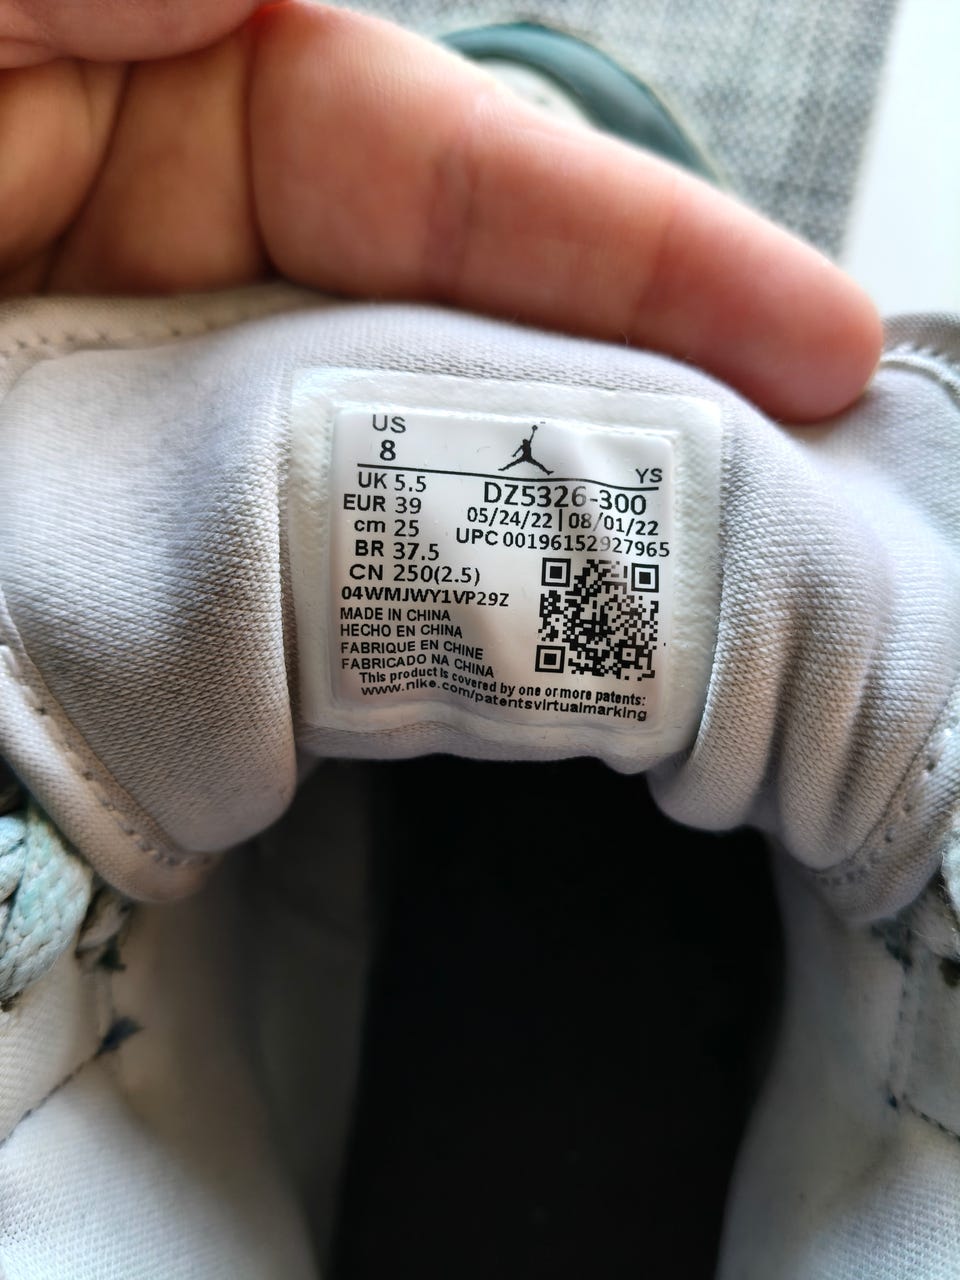 US
8
YS
UK 5.5
EUR 39
cm 25
BR 37.5
CN 250(2.5)
DZ5326-300
05/24/22 | 08/01/22
UPC 00196152927965
04WMJWY1VP29Z
MADE IN CHINA
HECHO EN CHINA
FABRIQUE EN CHINE
FABRICADO NA CHINA
This product is covered by one or more patents:
www.nike.com/patentsvirtualmarking